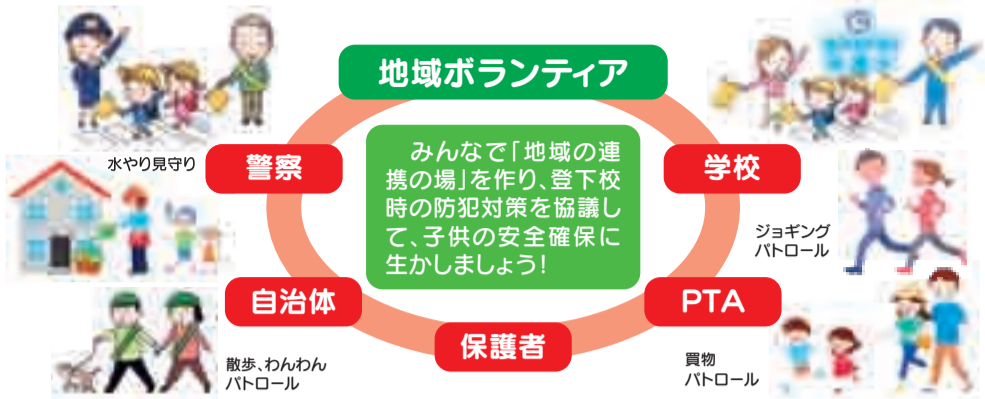 地域ボランティア
水やり見守り
警察
みんなで「地域の連
携の場」を作り、登下校
時の防犯対策を協議し
て、子供の安全確保に
生かしましょう！
学校
ジョギング
パトロール
自治体
PTA
保護者
散歩、わんわん
パトロール
買物
パトロール